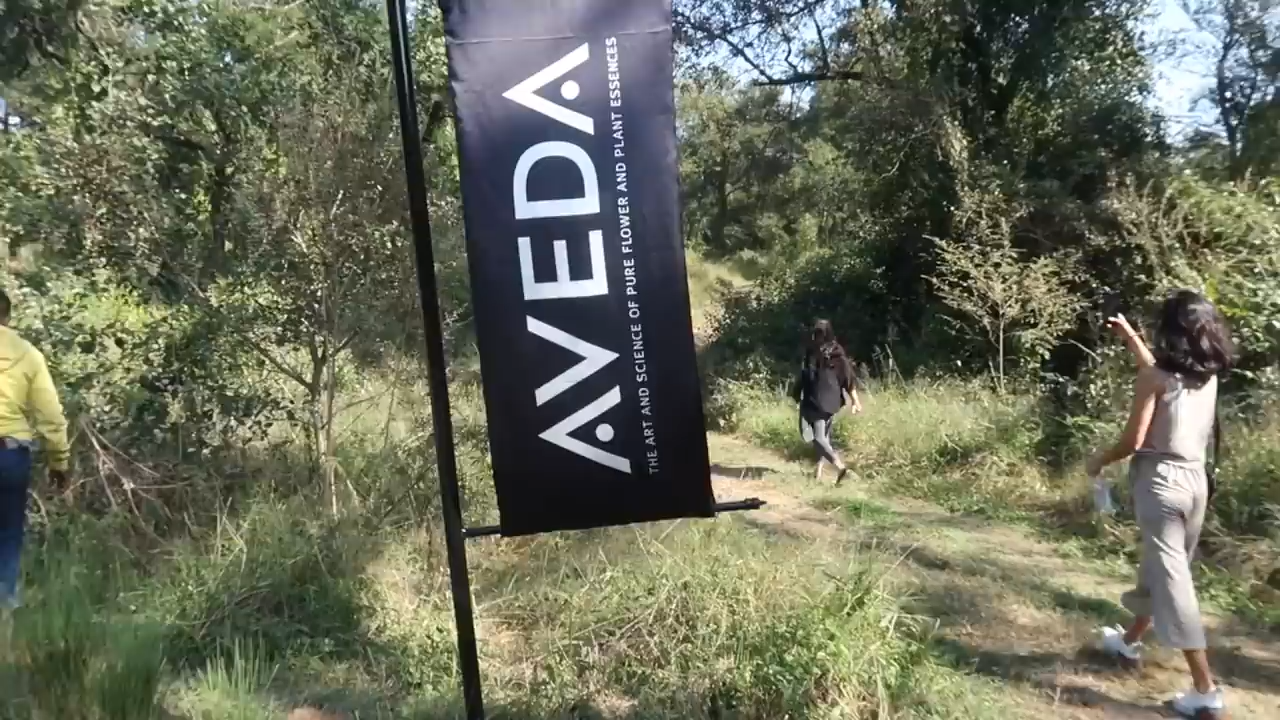 AVEDA
THE ART AND SCIENCE OF PURE FLOWER AND PLANT ESSENCES